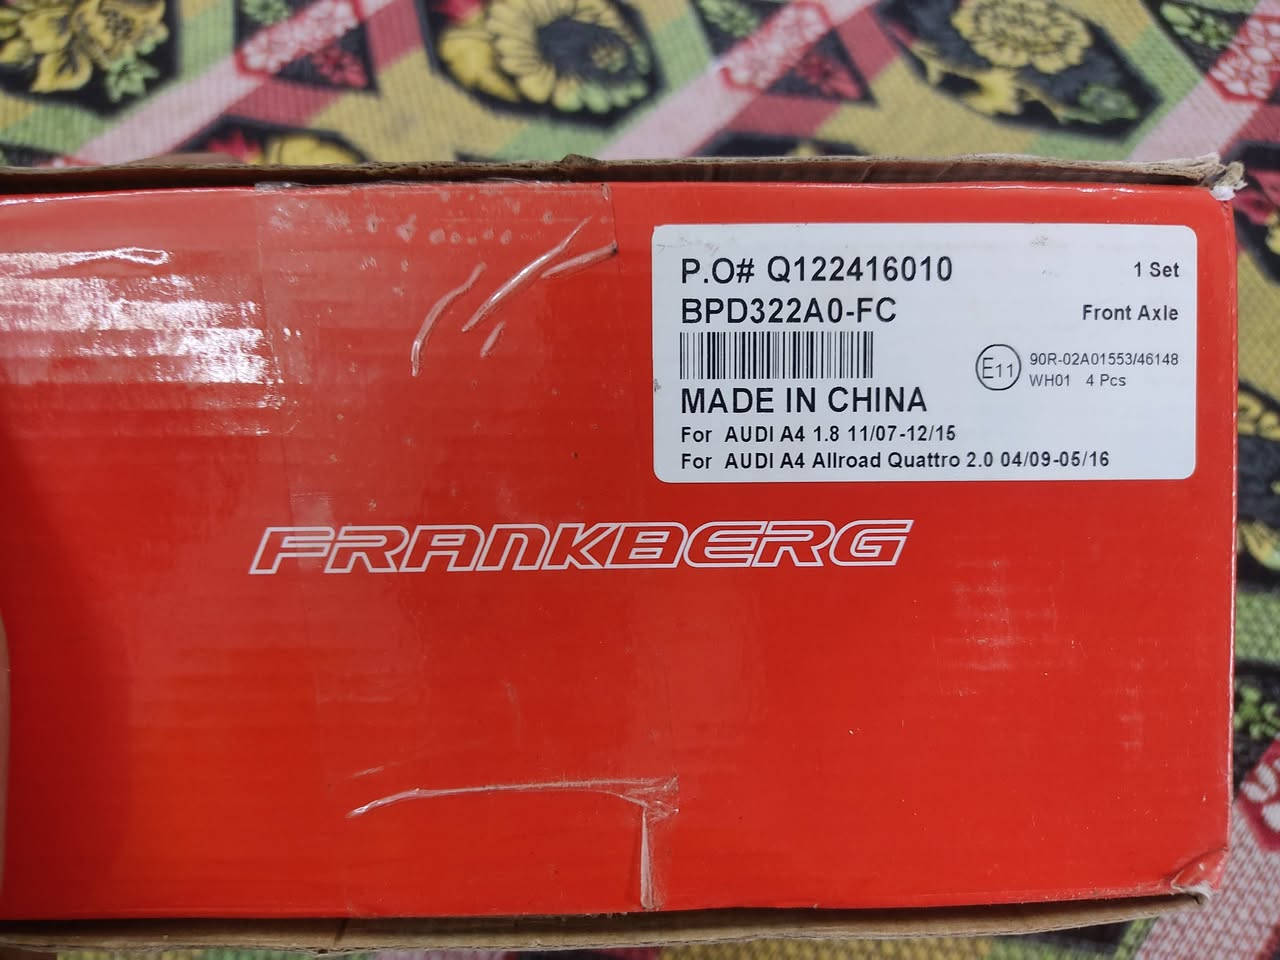 P.O# Q122416010
1 Set
BPD322A0-FC
Front Axle
E11
90R-02A01553/46148
WH01 4 Pcs
MADE IN CHINA
For AUDI A4 1.8 11/07-12/15
For AUDI A4 Allroad Quattro 2.0 04/09-05/16
FRANKBERG